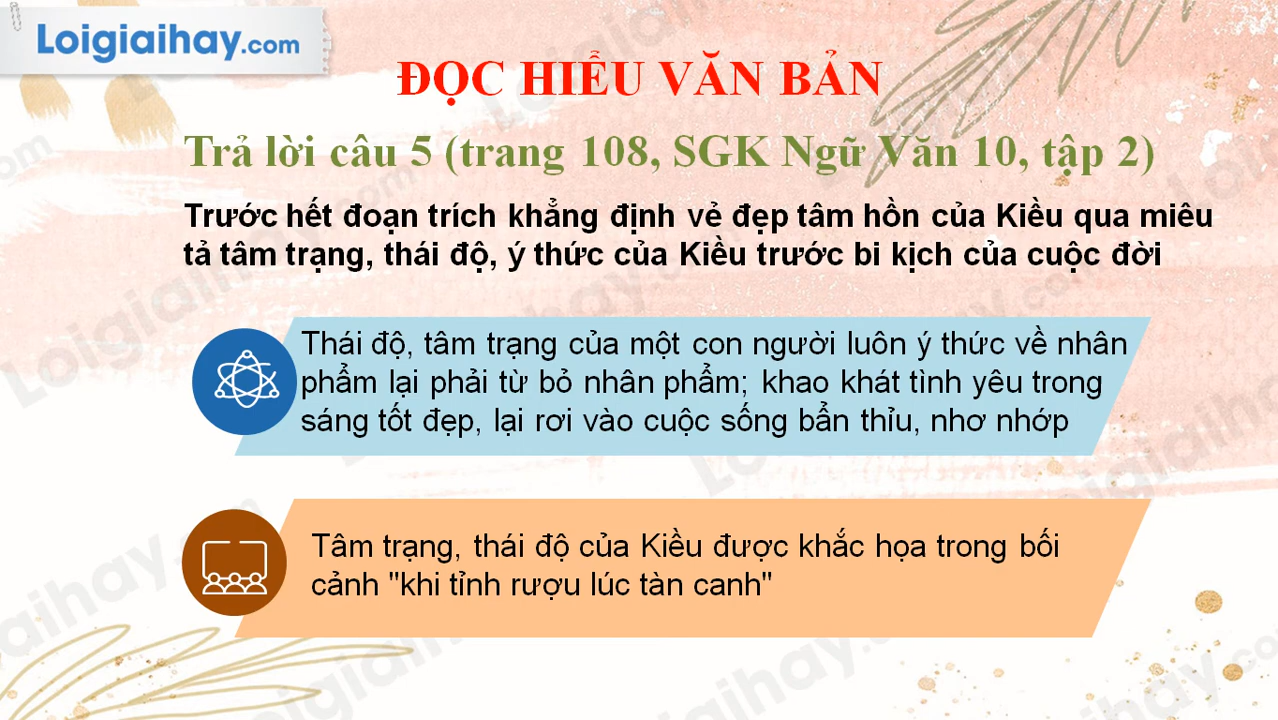 Loigiaihay.com
ĐỌC HIỂU VĂN BẢN
Trả lời câu 5 (trang 108, SGK Ngữ Văn 10, tập 2)
Trước hết đoạn trích khẳng định vẻ đẹp tâm hồn của Kiều qua miêu
tả tâm trạng, thái độ, ý thức của Kiều trước bi kịch của cuộc đời
Thái độ, tâm trạng của một con người luôn ý thức về nhân
phẩm lại phải từ bỏ nhân phẩm; khao khát tình yêu trong
sáng tốt đẹp, lại rơi vào cuộc sống bẩn thỉu, nhơ nhớp
Tâm trạng, thái độ của Kiều được khắc họa trong bối
cảnh "khi tỉnh rượu lúc tàn canh"